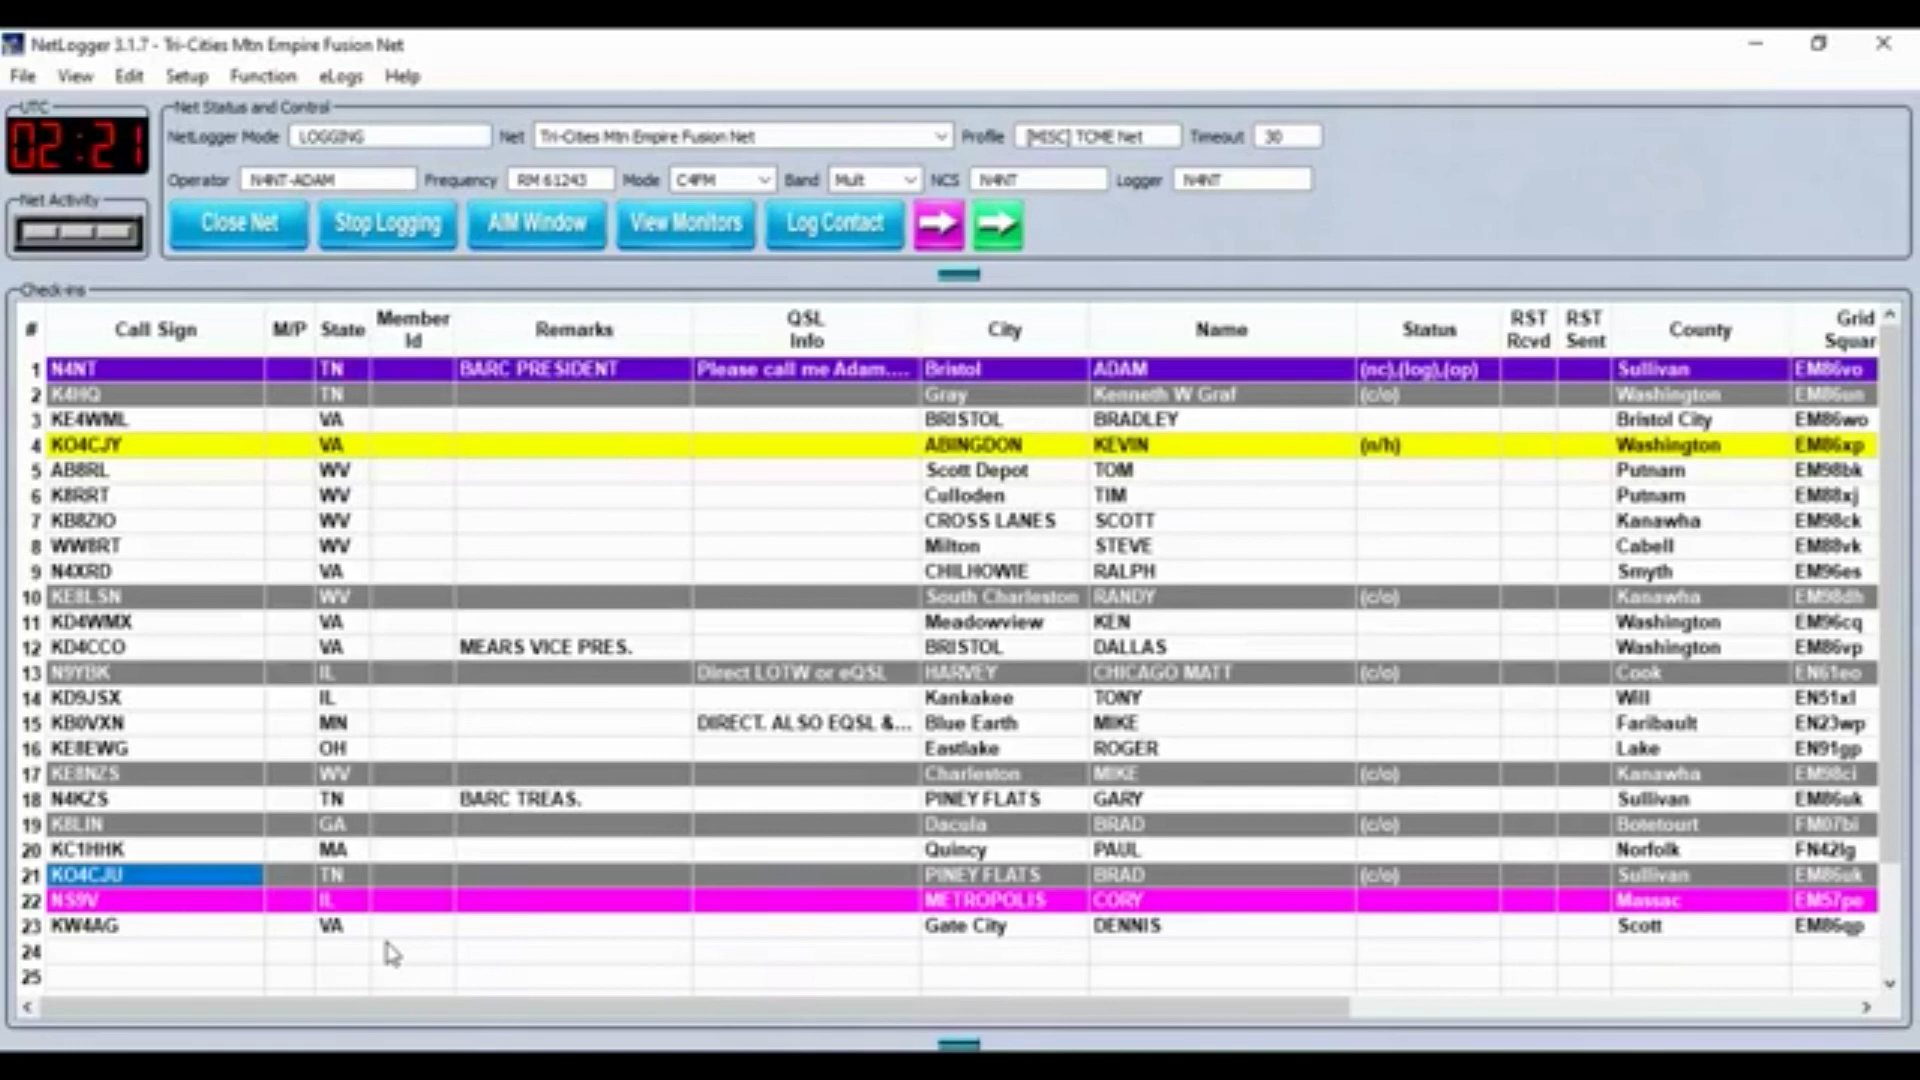 NetLogger 3.1.7 - Tri-Cities Mtn Empire Fusion Net
File View Edit Setup Function eLogs Help
UTC
02:21
Net Status and Control
NetLogger Mode LOGGING Net Tri-Cities Mtn Empire Fusion Net Profile [MISC] TCME Net Timeout 30
Operator N4NT-ADAM Frequency RM 61243 Mode C4FM Band Mult NCS N4NT Logger N4NT
Net Activity
Close Net Stop Logging AIM Window View Monitors Log Contact
Check-ins
# Call Sign M/P State Member Id Remarks QSL Info City Name Status RST Rcvd RST Sent County Grid Squar
1 N4NT TN BARC PRESIDENT Please call me Adam.... Bristol ADAM (nc),(log),(op) Sullivan EM86vo
2 K4HQ TN Gray Kenneth W Graf (c/o) Washington EM86un
3 KE4WML VA BRISTOL BRADLEY Bristol City EM86wo
4 KO4CJY VA ABINGDON KEVIN (n/h) Washington EM86xp
5 AB8RL WV Scott Depot TOM Putnam EM98bk
6 K8RRT WV Culloden TIM Putnam EM88xj
7 KB8ZIO WV CROSS LANES SCOTT Kanawha EM98ck
8 WW8RT WV Milton STEVE Cabell EM88vk
9 N4XRD VA CHILHOWIE RALPH Smyth EM96es
10 KE8LSN WV South Charleston RANDY (c/o) Kanawha EM98dh
11 KD4WMX VA Meadowview KEN Washington EM96cq
12 KD4CCO VA MEARS VICE PRES. BRISTOL DALLAS Washington EM86vp
13 N9YBK IL Direct LOTW or eQSL HARVEY CHICAGO MATT (c/o) Cook EN61eo
14 KD9JSX IL Kankakee TONY Will EN51xl
15 KB0VXN MN DIRECT. ALSO EQSL &... Blue Earth MIKE Faribault EN23wp
16 KE8EWG OH Eastlake ROGER Lake EN91gp
17 KE8NZS WV Charleston MIKE (c/o) Kanawha EM98ci
18 N4KZS TN BARC TREAS. PINEY FLATS GARY Sullivan EM86uk
19 K8LIN GA Dacula BRAD (c/o) Botetourt FM07bi
20 KC1HHK MA Quincy PAUL Norfolk FN42lg
21 KO4CJU TN PINEY FLATS BRAD (c/o) Sullivan EM86uk
22 NS9V IL METROPOLIS CORY Massac EM57pe
23 KW4AG VA Gate City DENNIS Scott EM86qp
24
25